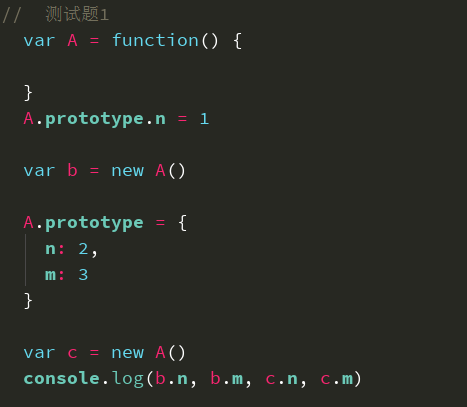 //  测试题1
var A = function() {
}
A.prototype.n = 1
var b = new A()
A.prototype = {
n: 2,
m: 3
}
var c = new A()
console.log(b.n, b.m, c.n, c.m)